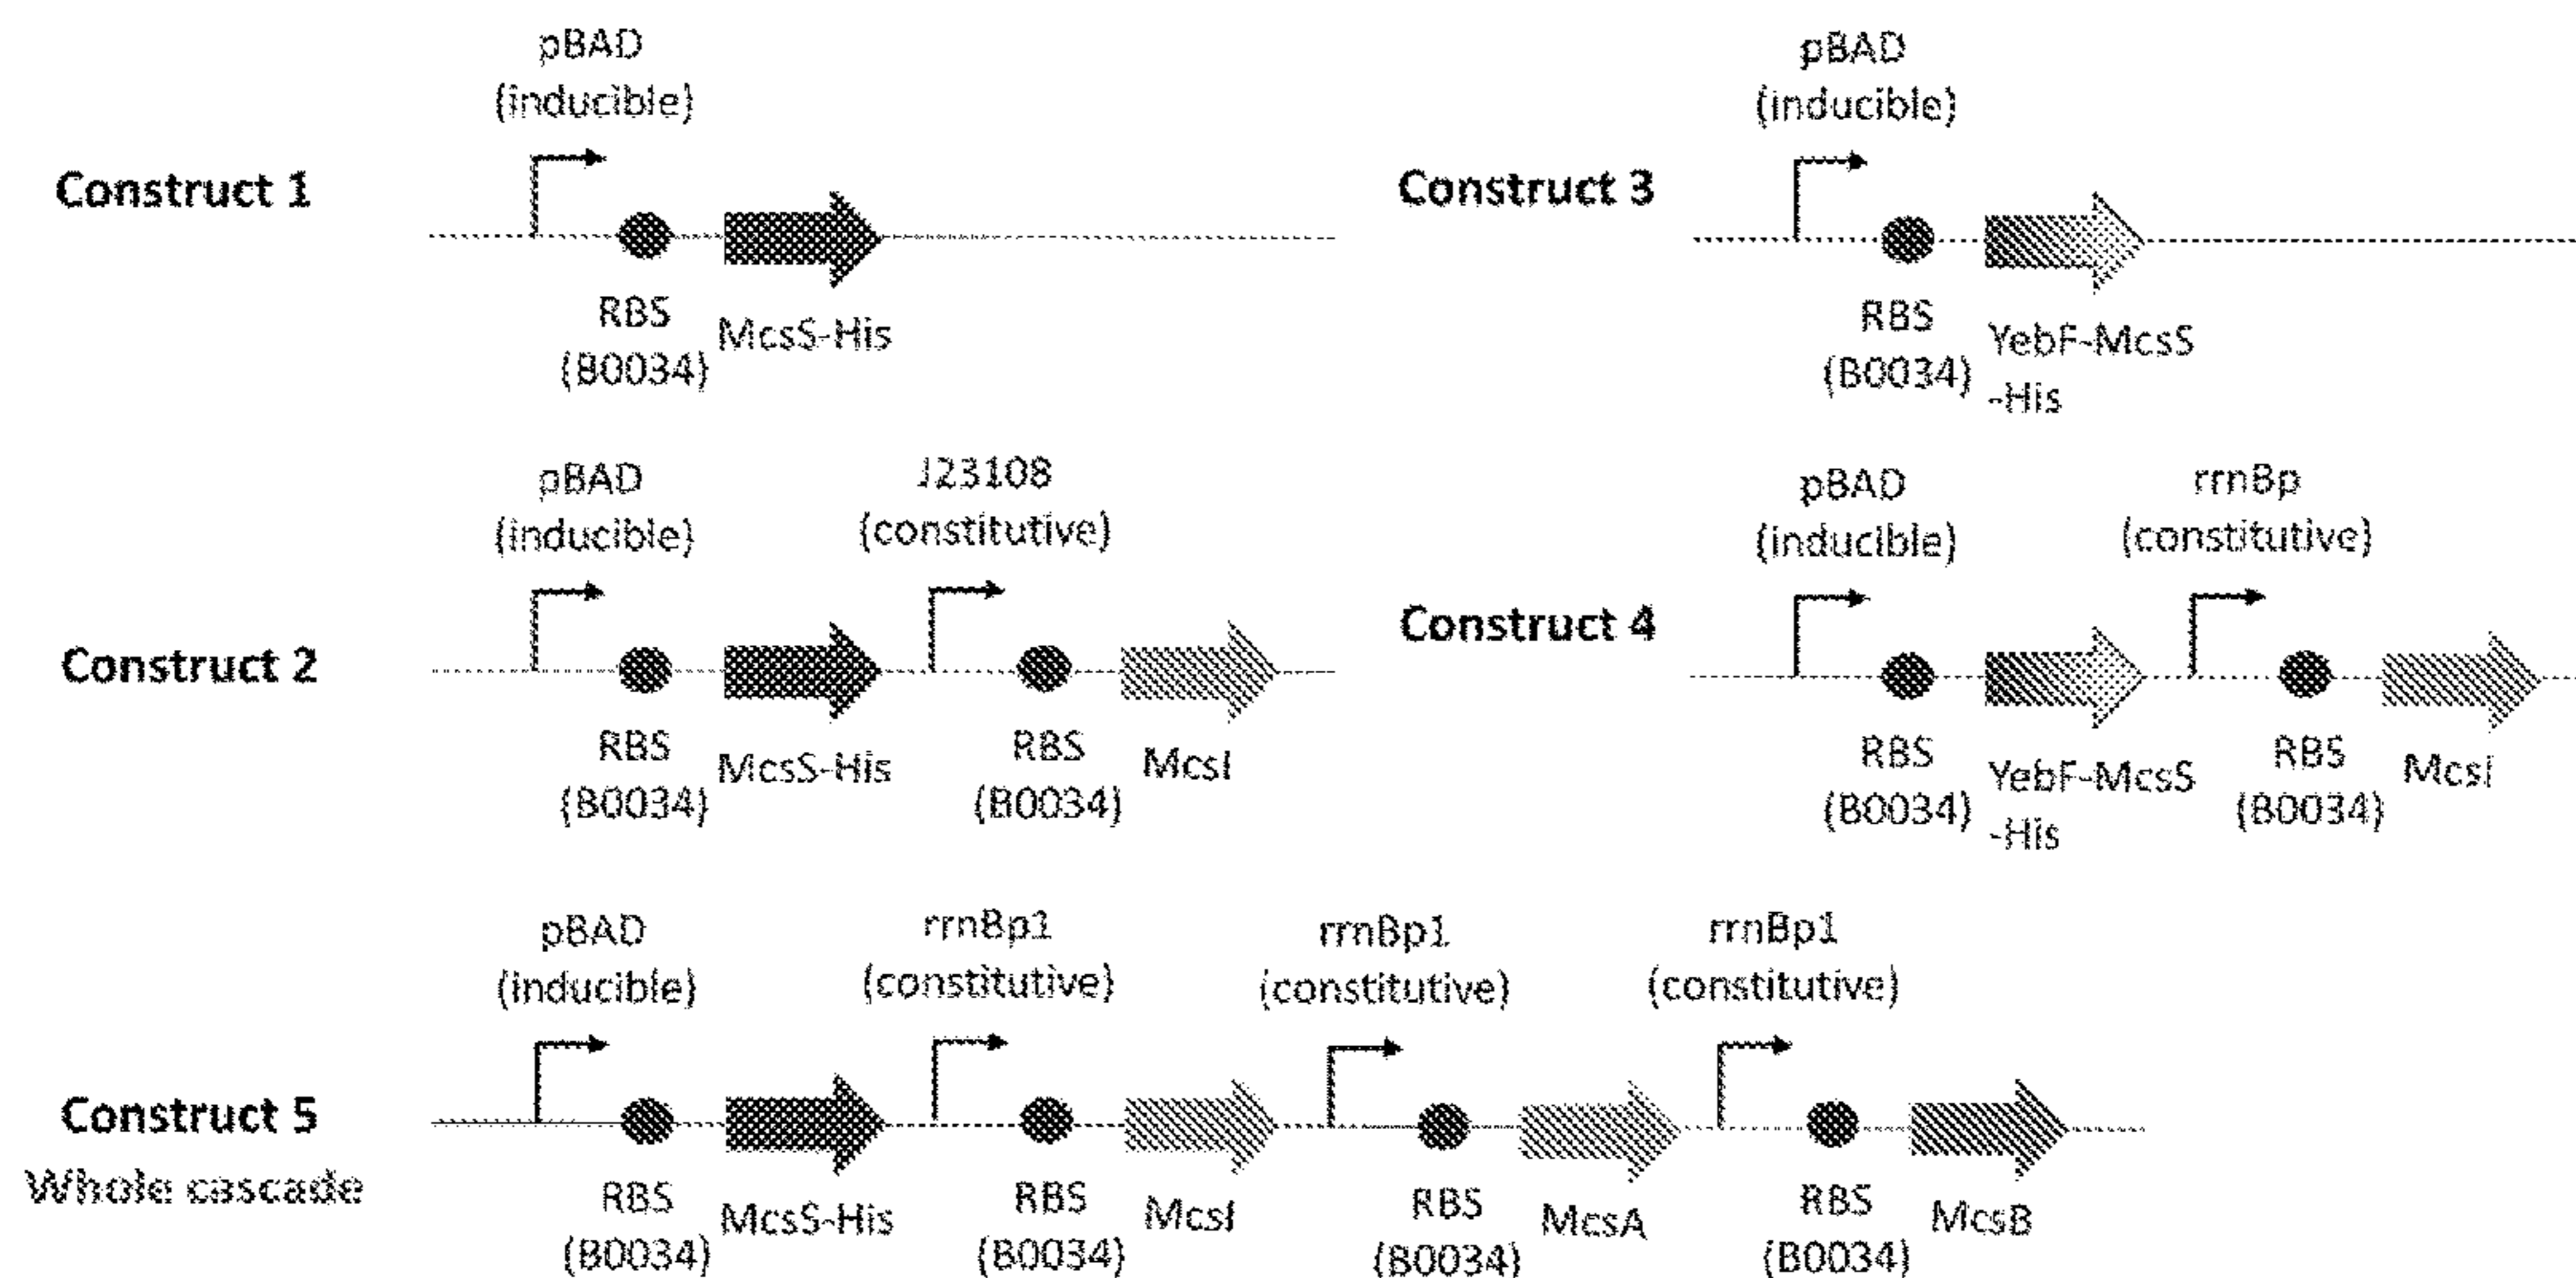 pBAD
(inducible)
Construct 1
RBS
(B0034)
McsS-His
pBAD
(inducible)
Construct 3
RBS
(B0034)
YebF-McsS
-His
pBAD
(inducible)
J23108
(constitutive)
Construct 2
RBS
(B0034)
McsS-His
RBS
(B0034)
McsI
pBAD
(inducible)
rrnBp
(constitutive)
Construct 4
RBS
(B0034)
YebF-McsS
-His
RBS
(B0034)
McsI
pBAD
(inducible)
rrnBp1
(constitutive)
rrnBp1
(constitutive)
rrnBp1
(constitutive)
Construct 5
Whole cascade
RBS
(B0034)
McsS-His
RBS
(B0034)
McsI
RBS
(B0034)
McsA
RBS
(B0034)
McsB